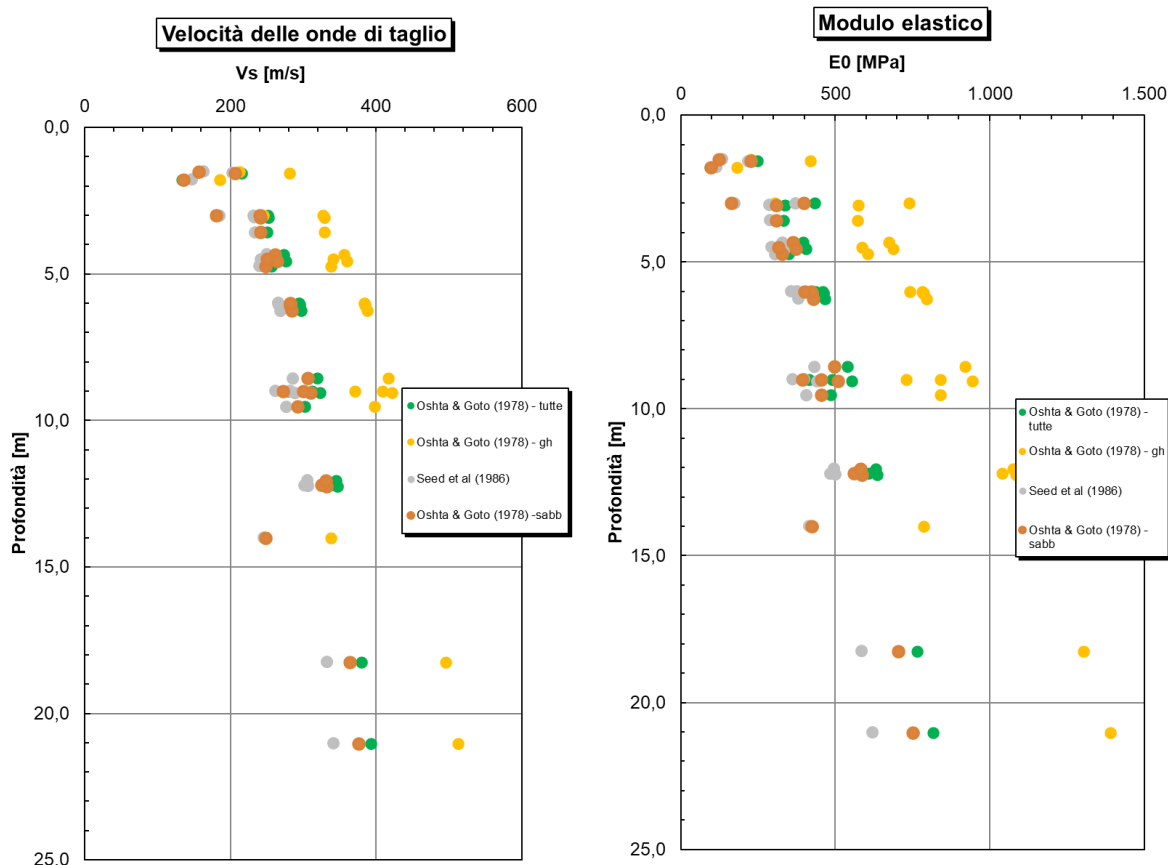 Velocità delle onde di taglio
Vs [m/s]
0
200
400
600
0,0
5,0
10,0
15,0
20,0
25,0
Profondità [m]
Oshta & Goto (1978) - tutte
Oshta & Goto (1978) - gh
Seed et al (1986)
Oshta & Goto (1978) -sabb
Modulo elastico
E0 [MPa]
0
500
1.000
1.500
0,0
5,0
10,0
15,0
20,0
25,0
Profondità [m]
Oshta & Goto (1978) -
tutte
Oshta & Goto (1978) - gh
Seed et al (1986)
Oshta & Goto (1978) -
sabb